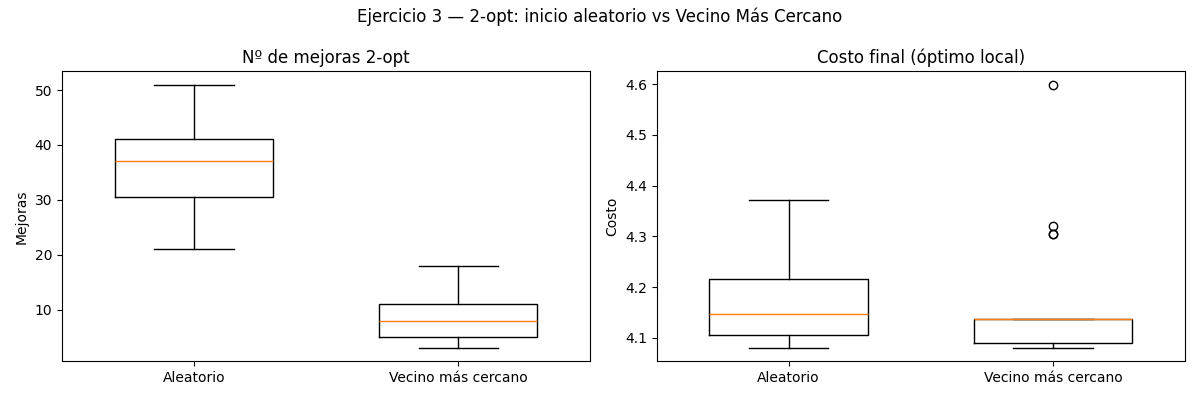 Ejercicio 3 — 2-opt: inicio aleatorio vs Vecino Más Cercano
Nº de mejoras 2-opt
Mejoras
50
40
30
20
10
Aleatorio
Vecino más cercano
Costo final (óptimo local)
Costo
4.6
4.5
4.4
4.3
4.2
4.1
Aleatorio
Vecino más cercano